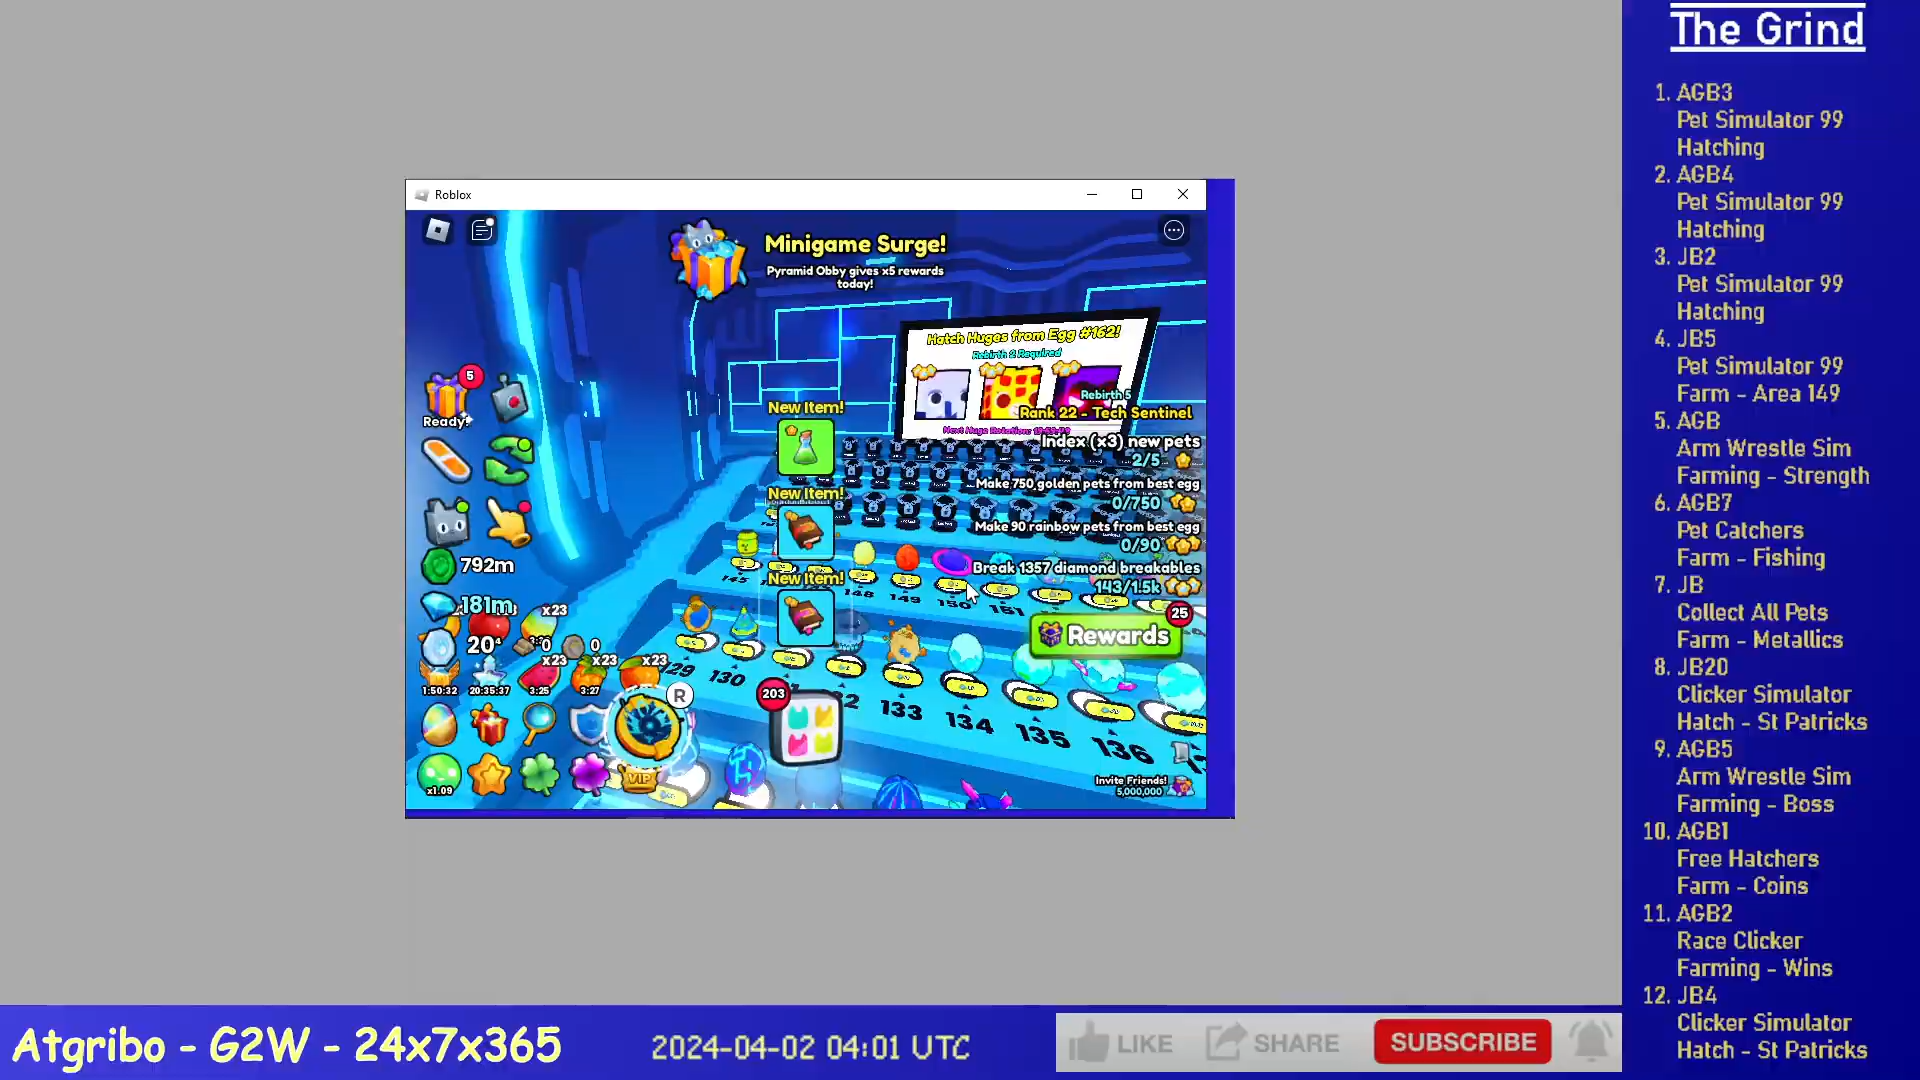 The Grind
1. AGB3
Pet Simulator 99
Hatching
2. AGB4
Pet Simulator 99
Hatching
3. JB2
Pet Simulator 99
Hatching
4. JB5
Pet Simulator 99
Farm - Area 149
5. AGB
Arm Wrestle Sim
Farming - Strength
6. AGB7
Pet Catchers
Farm - Fishing
7. JB
Collect All Pets
Farm - Metallics
8. JB20
Clicker Simulator
Hatch - St Patricks
9. AGB5
Arm Wrestle Sim
Farming - Boss
10. AGB1
Free Hatchers
Farm - Coins
11. AGB2
Race Clicker
Farming - Wins
12. JB4
Clicker Simulator
Hatch - St Patricks
Roblox
Minigame Surge!
Pyramid Obby gives x5 rewards
today!
Hatch Huges from Egg #162!
Rebirth 2 Required
Rebirth 5
Rank 22 - Tech Sentinel
Index (x3) new pets
2/5
Make 750 golden pets from best egg
0/750
Make 90 rainbow pets from best egg
0/90
Break 1357 diamond breakables
143/1.5k
25
Rewards
New Item!
New Item!
New Item!
5
Ready!
792m
181m
x23
20
0
0
x23
x23
x23
1:50:32
20:35:37
3:25
3:27
R
VIP
x1.09
203
145
148
149
150
151
129
130
133
134
135
136
Invite Friends!
5,000,000
Atgribo - G2W - 24x7x365
2024-04-02 04:01 UTC
LIKE
SHARE
SUBSCRIBE